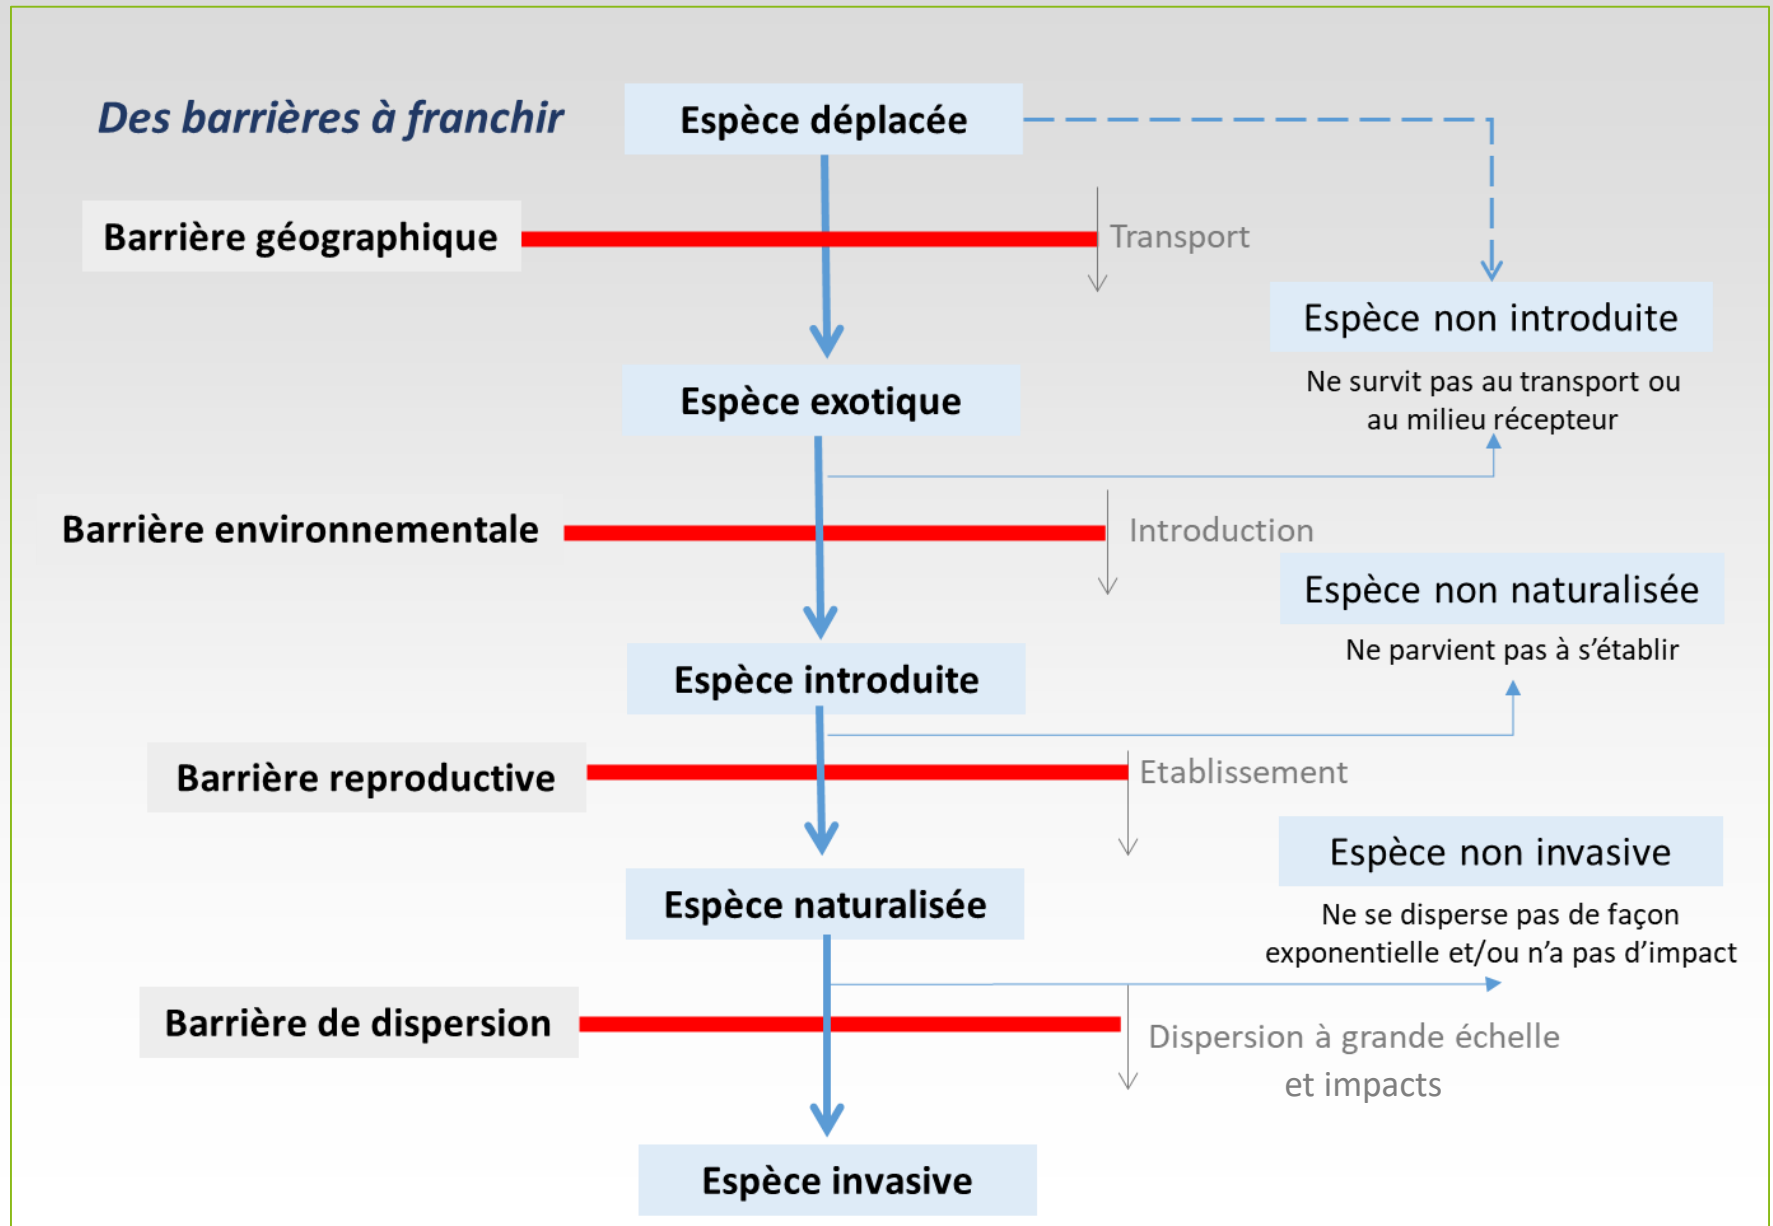 Des barrières à franchir
Espèce déplacée
Barrière géographique
Transport
Espèce non introduite
Ne survit pas au transport ou
au milieu récepteur
Espèce exotique
Barrière environnementale
Introduction
Espèce non naturalisée
Ne parvient pas à s’établir
Espèce introduite
Barrière reproductive
Etablissement
Espèce non invasive
Ne se disperse pas de façon
exponentielle et/ou n’a pas d’impact
Espèce naturalisée
Barrière de dispersion
Dispersion à grande échelle
et impacts
Espèce invasive